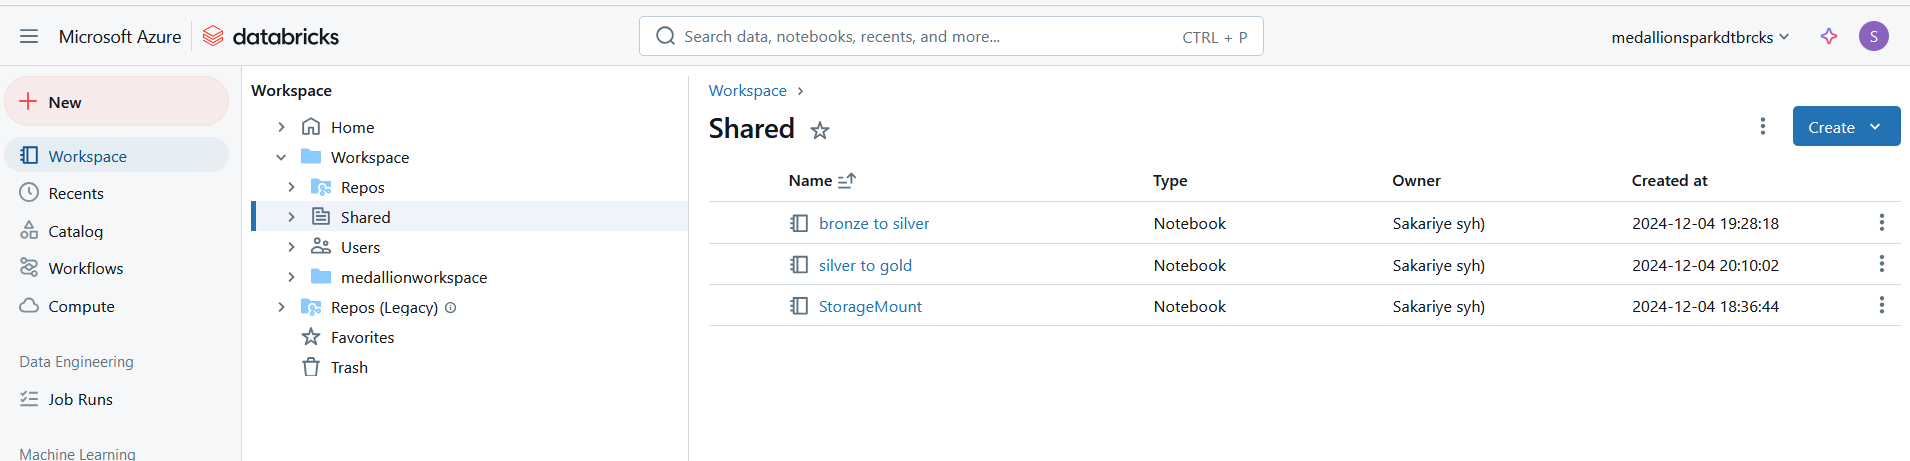 Microsoft Azure databricks Search data, notebooks, recents, and more... CTRL + P medallionsparkdtbrcks S
New
Workspace
Recents
Catalog
Workflows
Compute
Data Engineering
Job Runs
Machine Learning
Workspace
Home
Workspace
Repos
Shared
Users
medallionworkspace
Repos (Legacy)
Favorites
Trash
Workspace >
Shared
Create
Name Type Owner Created at
bronze to silver Notebook Sakariye syh) 2024-12-04 19:28:18
silver to gold Notebook Sakariye syh) 2024-12-04 20:10:02
StorageMount Notebook Sakariye syh) 2024-12-04 18:36:44